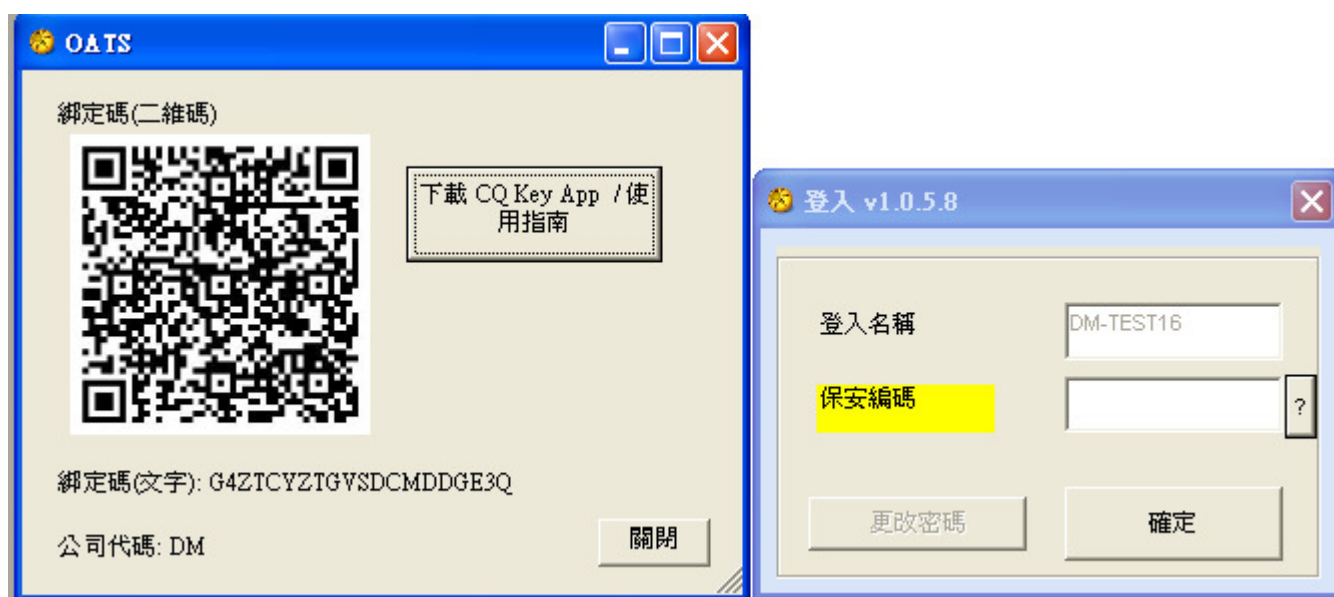 OATS
綁定碼(二維碼)
下載 CQ Key App / 使
用指南
綁定碼(文字): G4ZTCYZTGVSDCMDDGE3Q
公司代碼: DM
關閉
登入 v1.0.5.8
登入名稱
DM-TEST16
保安編碼
?
更改密碼
確定